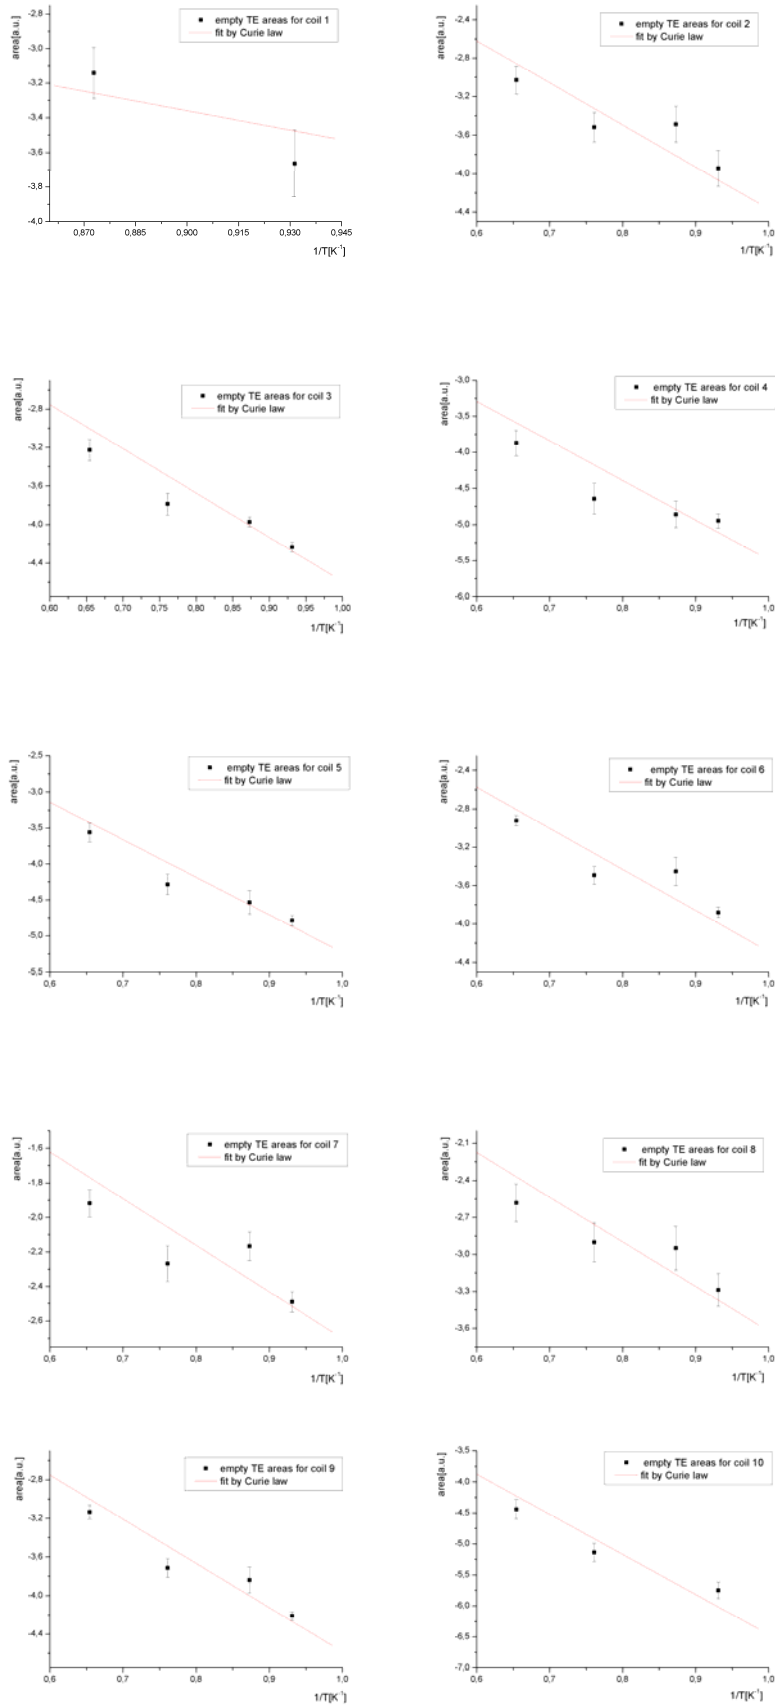 area[a.u.]
empty TE areas for coil 1
fit by Curie law
-2,8
-3,0
-3,2
-3,4
-3,6
-3,8
-4,0
0,870 0,885 0,900 0,915 0,930 0,945
1/T[K⁻¹]
area[a.u.]
empty TE areas for coil 2
fit by Curie law
-2,4
-2,8
-3,2
-3,6
-4,0
-4,4
0,6 0,7 0,8 0,9 1,0
1/T[K⁻¹]
area[a.u.]
empty TE areas for coil 3
fit by Curie law
-2,8
-3,2
-3,6
-4,0
-4,4
0,60 0,65 0,70 0,75 0,80 0,85 0,90 0,95 1,00
1/T[K⁻¹]
area[a.u.]
empty TE areas for coil 4
fit by Curie law
-3,0
-3,5
-4,0
-4,5
-5,0
-5,5
-6,0
0,6 0,7 0,8 0,9 1,0
1/T[K⁻¹]
area[a.u.]
empty TE areas for coil 5
fit by Curie law
-2,5
-3,0
-3,5
-4,0
-4,5
-5,0
-5,5
0,6 0,7 0,8 0,9 1,0
1/T[K⁻¹]
area[a.u.]
empty TE areas for coil 6
fit by Curie law
-2,4
-2,8
-3,2
-3,6
-4,0
-4,4
0,6 0,7 0,8 0,9 1,0
1/T[K⁻¹]
area[a.u.]
empty TE areas for coil 7
fit by Curie law
-1,6
-1,8
-2,0
-2,2
-2,4
-2,6
0,6 0,7 0,8 0,9 1,0
1/T[K⁻¹]
area[a.u.]
empty TE areas for coil 8
fit by Curie law
-2,1
-2,4
-2,7
-3,0
-3,3
-3,6
0,6 0,7 0,8 0,9 1,0
1/T[K⁻¹]
area[a.u.]
empty TE areas for coil 9
fit by Curie law
-2,8
-3,2
-3,6
-4,0
-4,4
0,6 0,7 0,8 0,9 1,0
1/T[K⁻¹]
area[a.u.]
empty TE areas for coil 10
fit by Curie law
-3,5
-4,0
-4,5
-5,0
-5,5
-6,0
-6,5
-7,0
0,6 0,7 0,8 0,9 1,0
1/T[K⁻¹]